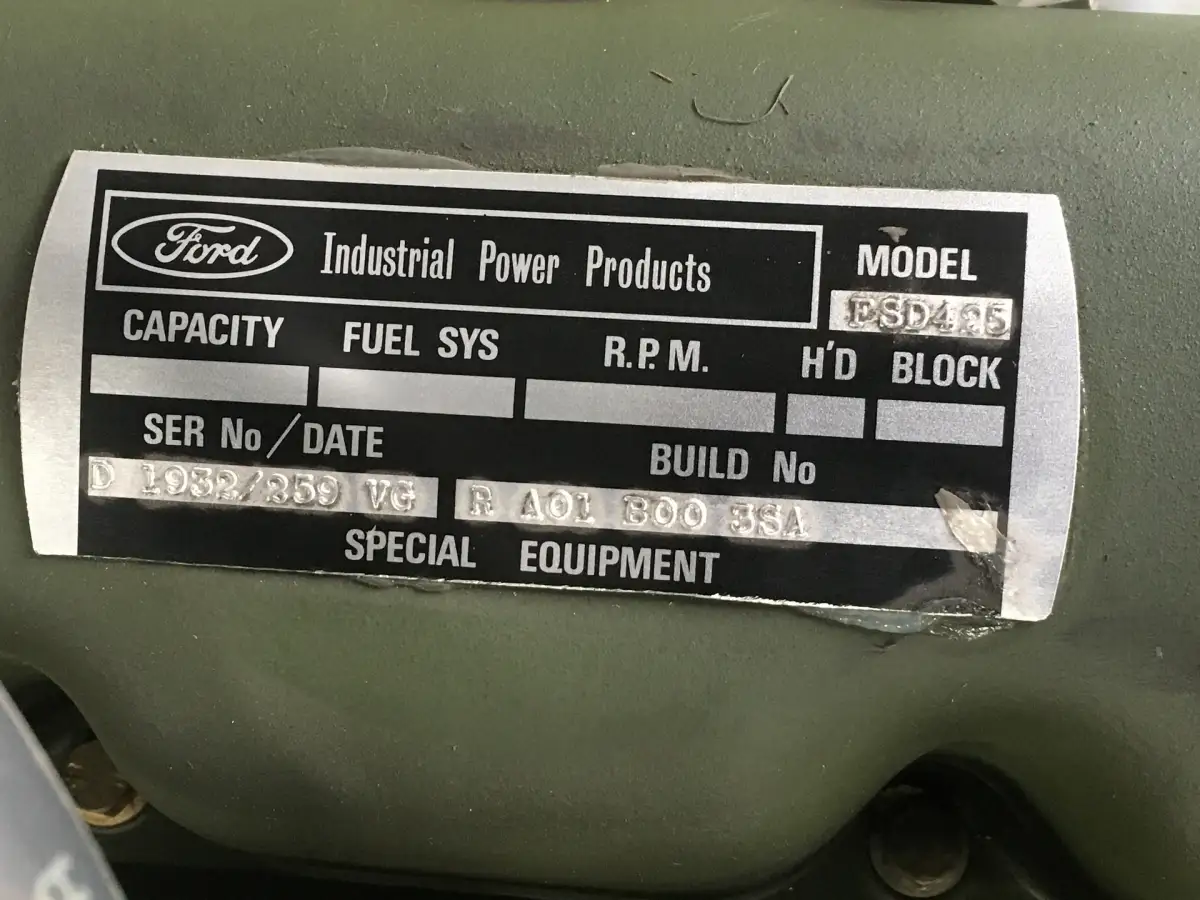 Ford Industrial Power Products
MODEL
FSD425
CAPACITY FUEL SYS R.P.M. H'D BLOCK
SER No/DATE BUILD No
D 1932/259 VG R A01 B00 3SA
SPECIAL EQUIPMENT